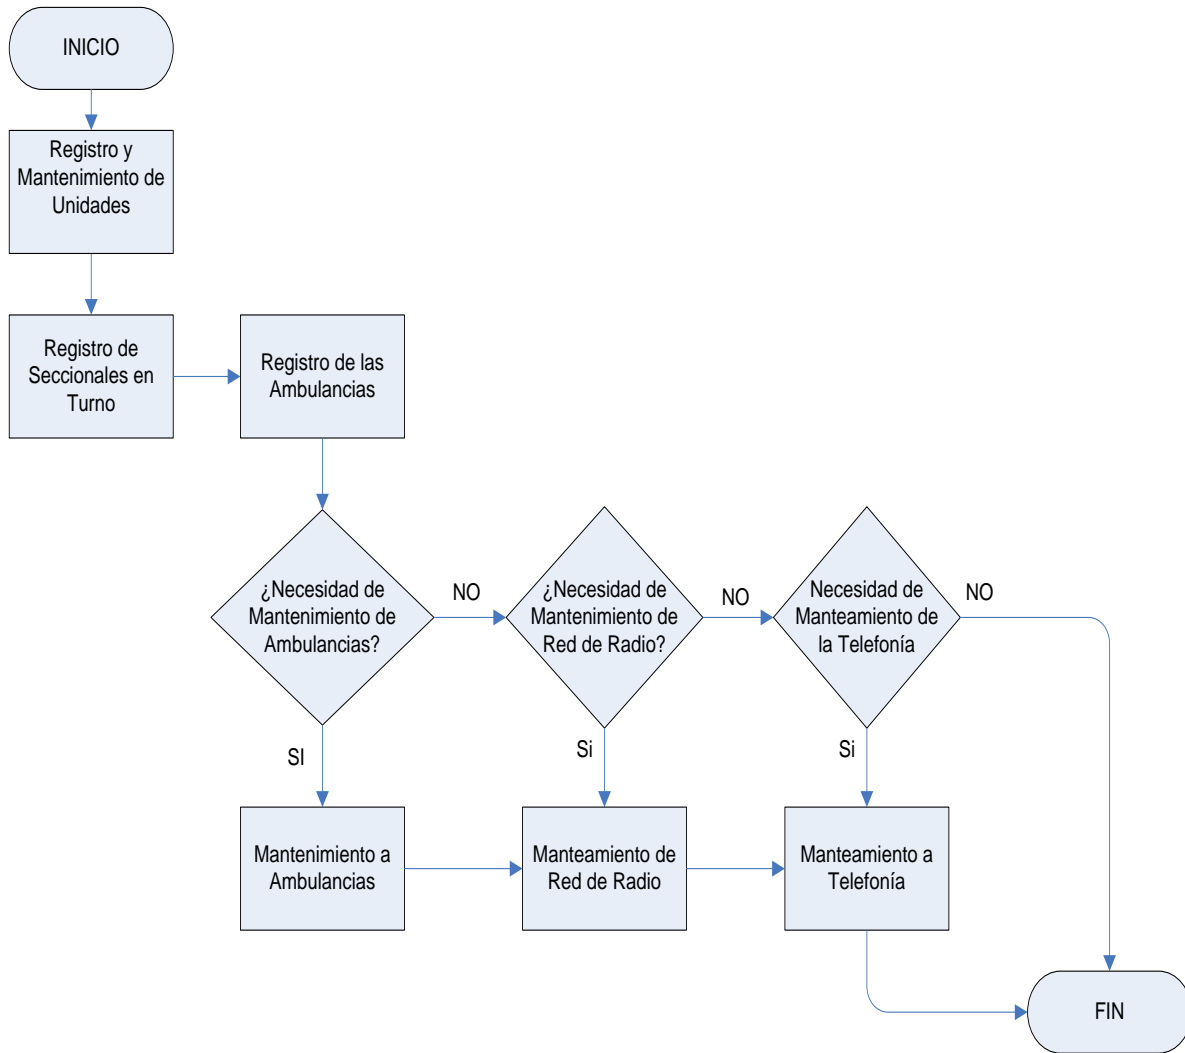 INICIO
Registro y
Mantenimiento de
Unidades
Registro de
Seccionales en
Turno
Registro de las
Ambulancias
¿Necesidad de
Mantenimiento de
Ambulancias?
NO
¿Necesidad de
Mantenimiento de
Red de Radio?
NO
Necesidad de
Manteamiento de
la Telefonía
NO
SI
Si
Si
Mantenimiento a
Ambulancias
Manteamiento de
Red de Radio
Manteamiento a
Telefonía
FIN